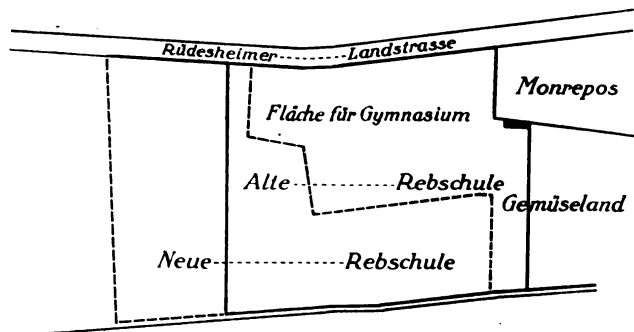 Rüdesheimer Landstrasse
Monrepos
Fläche für Gymnasium
Alte Rebschule
Gemüseland
Neue Rebschule